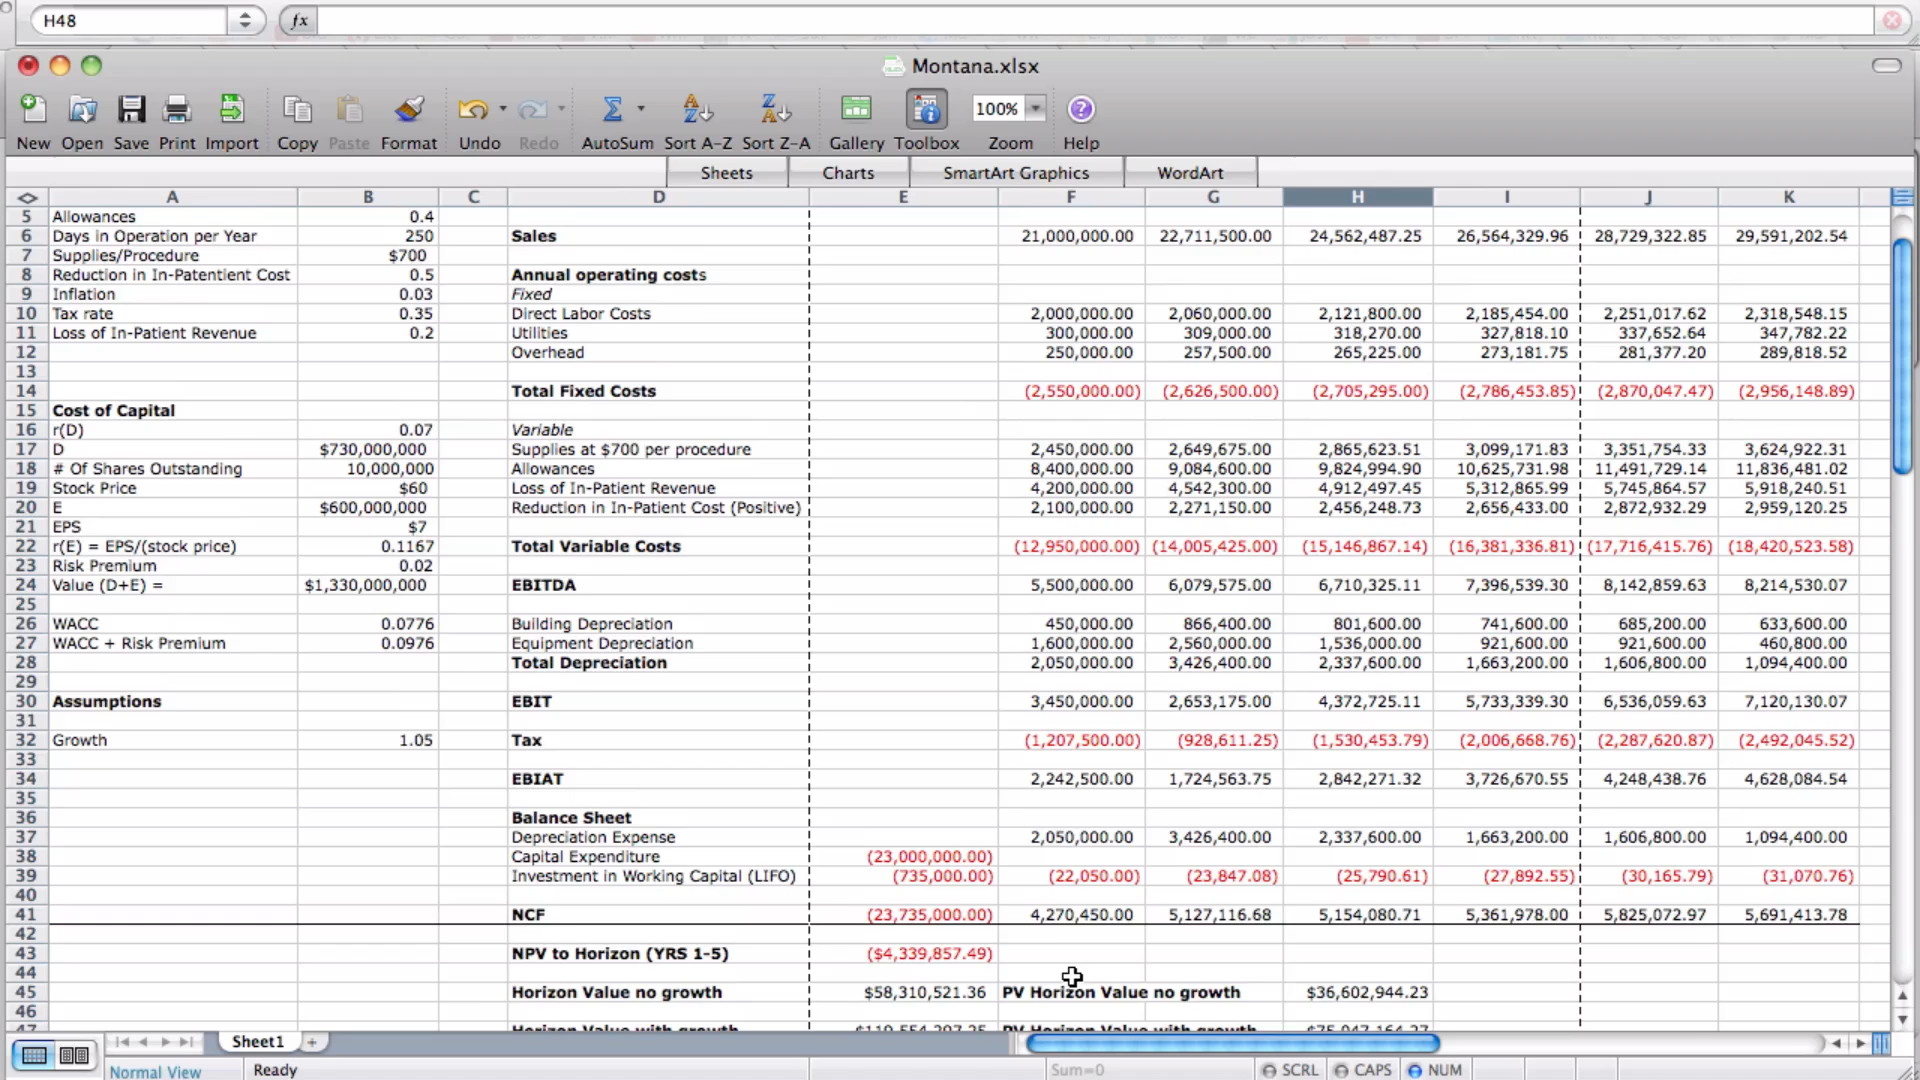 H48 fx
Montana.xlsx
New Open Save Print Import Copy Paste Format Undo Redo AutoSum Sort A-Z Sort Z-A Gallery Toolbox 100% Zoom Help
Sheets Charts SmartArt Graphics WordArt
A B C D E F G H I J K
5 Allowances 0.4
6 Days in Operation per Year 250 Sales 21,000,000.00 22,711,500.00 24,562,487.25 26,564,329.96 28,729,322.85 29,591,202.54
7 Supplies/Procedure $700
8 Reduction in In-Patentient Cost 0.5 Annual operating costs
9 Inflation 0.03 Fixed
10 Tax rate 0.35 Direct Labor Costs 2,000,000.00 2,060,000.00 2,121,800.00 2,185,454.00 2,251,017.62 2,318,548.15
11 Loss of In-Patient Revenue 0.2 Utilities 300,000.00 309,000.00 318,270.00 327,818.10 337,652.64 347,782.22
12 Overhead 250,000.00 257,500.00 265,225.00 273,181.75 281,377.20 289,818.52
13
14 Total Fixed Costs (2,550,000.00) (2,626,500.00) (2,705,295.00) (2,786,453.85) (2,870,047.47) (2,956,148.89)
15 Cost of Capital
16 r(D) 0.07 Variable
17 D $730,000,000 Supplies at $700 per procedure 2,450,000.00 2,649,675.00 2,865,623.51 3,099,171.83 3,351,754.33 3,624,922.31
18 # Of Shares Outstanding 10,000,000 Allowances 8,400,000.00 9,084,600.00 9,824,994.90 10,625,731.98 11,491,729.14 11,836,481.02
19 Stock Price $60 Loss of In-Patient Revenue 4,200,000.00 4,542,300.00 4,912,497.45 5,312,865.99 5,745,864.57 5,918,240.51
20 E $600,000,000 Reduction in In-Patient Cost (Positive) 2,100,000.00 2,271,150.00 2,456,248.73 2,656,433.00 2,872,932.29 2,959,120.25
21 EPS $7
22 r(E) = EPS/(stock price) 0.1167 Total Variable Costs (12,950,000.00) (14,005,425.00) (15,146,867.14) (16,381,336.81) (17,716,415.76) (18,420,523.58)
23 Risk Premium 0.02
24 Value (D+E) = $1,330,000,000 EBITDA 5,500,000.00 6,079,575.00 6,710,325.11 7,396,539.30 8,142,859.63 8,214,530.07
25
26 WACC 0.0776 Building Depreciation 450,000.00 866,400.00 801,600.00 741,600.00 685,200.00 633,600.00
27 WACC + Risk Premium 0.0976 Equipment Depreciation 1,600,000.00 2,560,000.00 1,536,000.00 921,600.00 921,600.00 460,800.00
28 Total Depreciation 2,050,000.00 3,426,400.00 2,337,600.00 1,663,200.00 1,606,800.00 1,094,400.00
29
30 Assumptions EBIT 3,450,000.00 2,653,175.00 4,372,725.11 5,733,339.30 6,536,059.63 7,120,130.07
31
32 Growth 1.05 Tax (1,207,500.00) (928,611.25) (1,530,453.79) (2,006,668.76) (2,287,620.87) (2,492,045.52)
33
34 EBIAT 2,242,500.00 1,724,563.75 2,842,271.32 3,726,670.55 4,248,438.76 4,628,084.54
35
36 Balance Sheet
37 Depreciation Expense 2,050,000.00 3,426,400.00 2,337,600.00 1,663,200.00 1,606,800.00 1,094,400.00
38 Capital Expenditure (23,000,000.00)
39 Investment in Working Capital (LIFO) (735,000.00) (22,050.00) (23,847.08) (25,790.61) (27,892.55) (30,165.79) (31,070.76)
40
41 NCF (23,735,000.00) 4,270,450.00 5,127,116.68 5,154,080.71 5,361,978.00 5,825,072.97 5,691,413.78
42
43 NPV to Horizon (YRS 1-5) ($4,339,857.49)
44
45 Horizon Value no growth $58,310,521.36 PV Horizon Value no growth $36,602,944.23
46
47 Horizon Value with growth PV Horizon Value with growth
Sheet1
Normal View Ready Sum=0 SCRL CAPS NUM